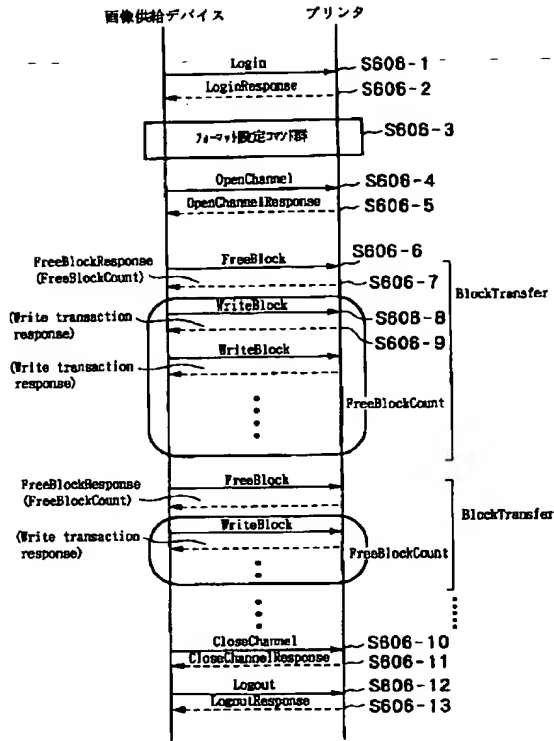 画像供給デバイス プリンタ
Login S606-1
LoginResponse S606-2
フォーマット設定コマンド群 S606-3
OpenChannel S606-4
OpenChannelResponse S606-5
S606-6
FreeBlockResponse FreeBlock
(FreeBlockCount) S606-7
BlockTransfer
WriteBlock S606-8
(Write transaction
response) S606-9
WriteBlock
(Write transaction
response)
FreeBlockCount
FreeBlockResponse FreeBlock
(FreeBlockCount)
BlockTransfer
WriteBlock
(Write transaction
response) FreeBlockCount
CloseChannel S606-10
CloseChannelResponse S606-11
Logout S606-12
LogoutResponse S606-13